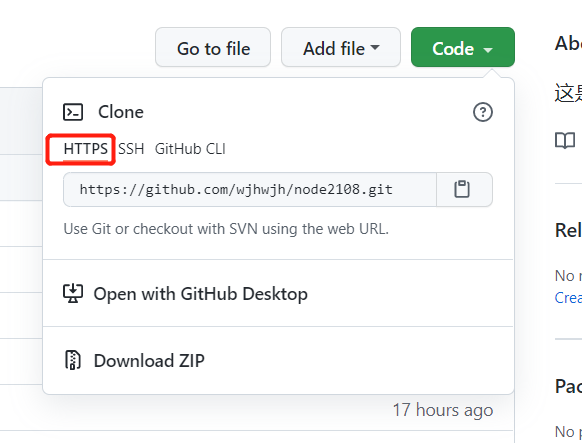 Go to file Add file Code
Clone
HTTPS SSH GitHub CLI
https://github.com/wjhwjh/node2108.git
Use Git or checkout with SVN using the web URL.
Open with GitHub Desktop
Download ZIP
17 hours ago
Abo
这是
Rel
No r
Crea
Pac
No p